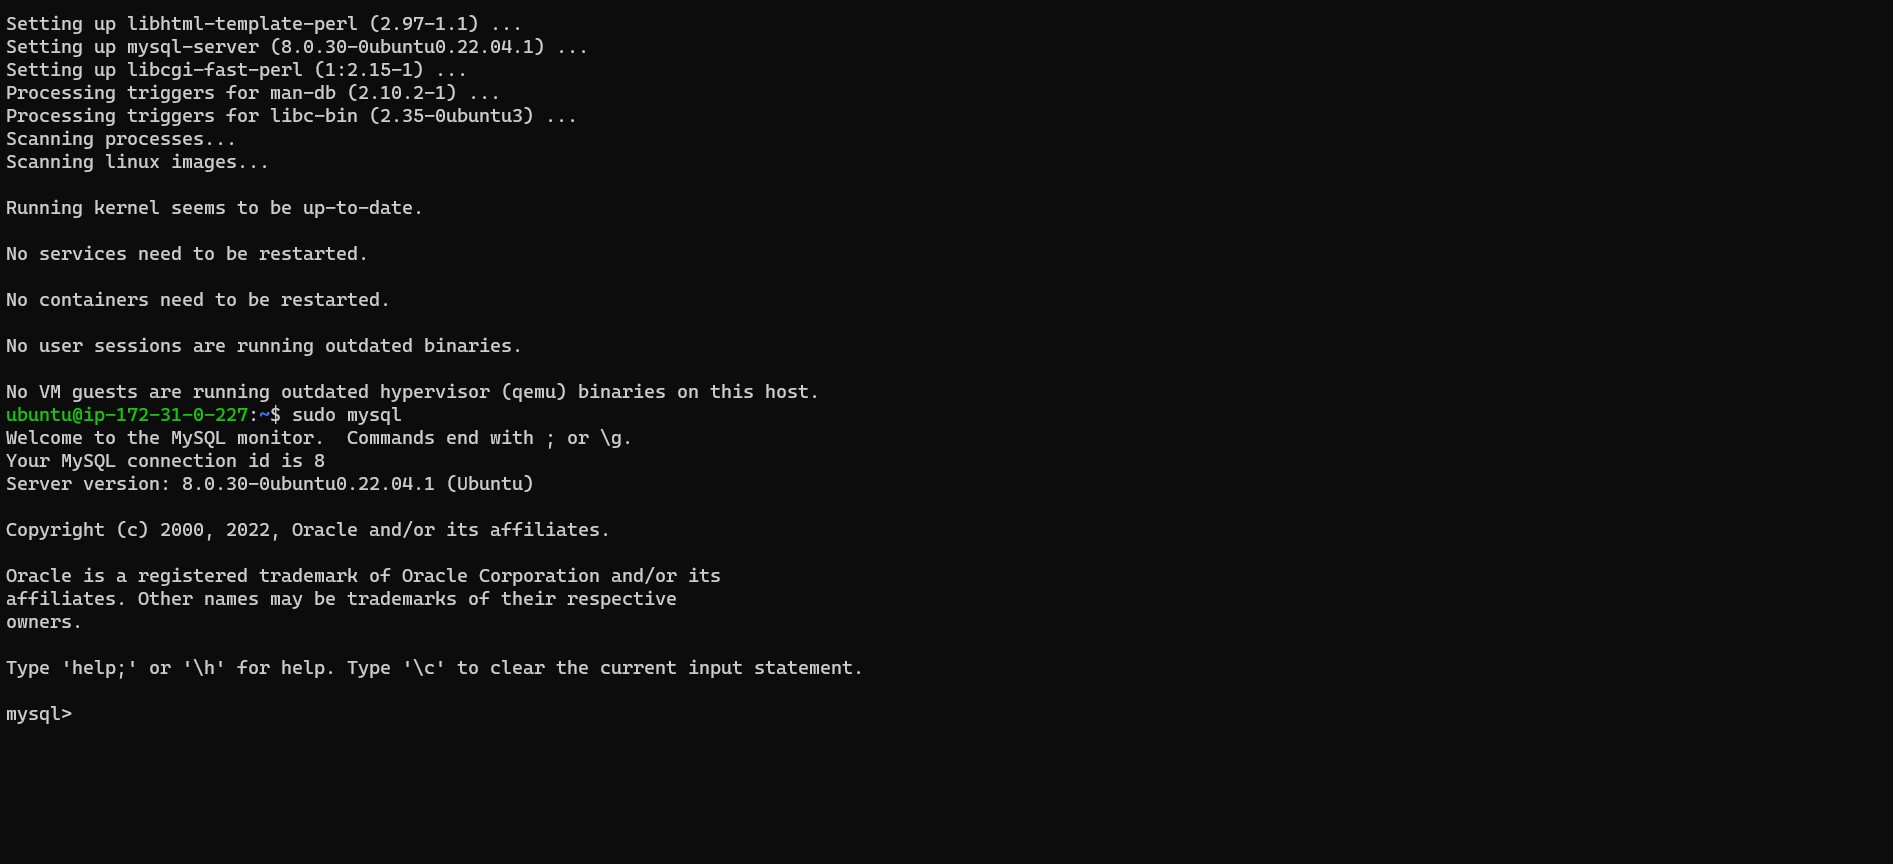 Setting up libhtml-template-perl (2.97-1.1) ...
Setting up mysql-server (8.0.30-0ubuntu0.22.04.1) ...
Setting up libcgi-fast-perl (1:2.15-1) ...
Processing triggers for man-db (2.10.2-1) ...
Processing triggers for libc-bin (2.35-0ubuntu3) ...
Scanning processes...
Scanning linux images...
Running kernel seems to be up-to-date.
No services need to be restarted.
No containers need to be restarted.
No user sessions are running outdated binaries.
No VM guests are running outdated hypervisor (qemu) binaries on this host.
ubuntu@ip-172-31-0-227:~$ sudo mysql
Welcome to the MySQL monitor.  Commands end with ; or \g.
Your MySQL connection id is 8
Server version: 8.0.30-0ubuntu0.22.04.1 (Ubuntu)
Copyright (c) 2000, 2022, Oracle and/or its affiliates.
Oracle is a registered trademark of Oracle Corporation and/or its
affiliates. Other names may be trademarks of their respective
owners.
Type 'help;' or '\h' for help. Type '\c' to clear the current input statement.
mysql>